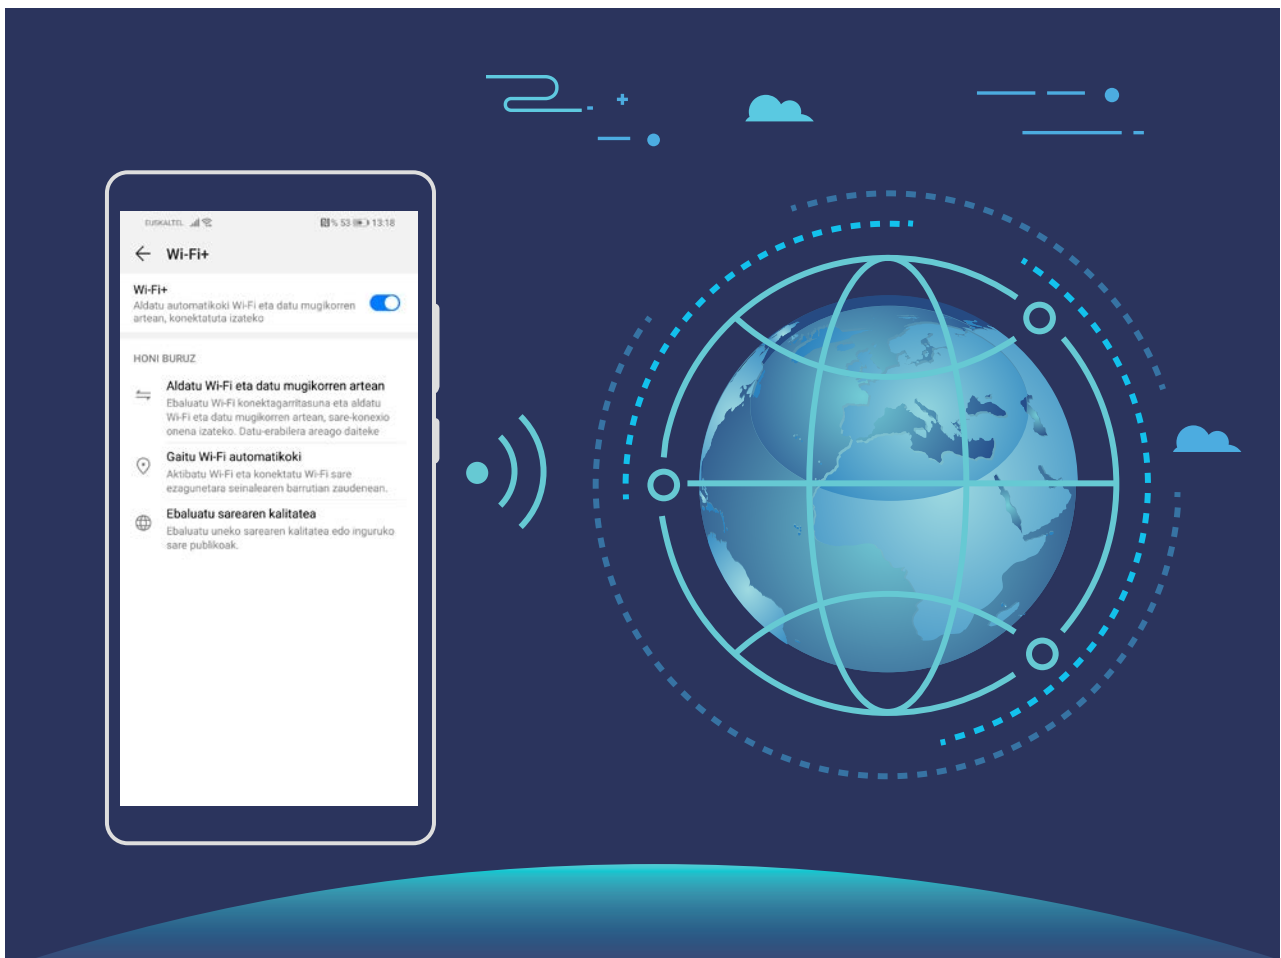 EUSKALTEL
% 53 13:18
Wi-Fi+
Wi-Fi+
Aldatu automatikoki Wi-Fi eta datu mugikorren
artean, konektatuta izateko
HONI BURUZ
Aldatu Wi-Fi eta datu mugikorren artean
Ebaluatu Wi-Fi konektagarritasuna eta aldatu
Wi-Fi eta datu mugikorren artean, sare-konexio
onena izateko. Datu-erabilera areago daiteke
Gaitu Wi-Fi automatikoki
Aktibatu Wi-Fi eta konektatu Wi-Fi sare
ezagunetara seinalearen barrutian zaudenean.
Ebaluatu sarearen kalitatea
Ebaluatu uneko sarearen kalitatea edo inguruko
sare publikoak.